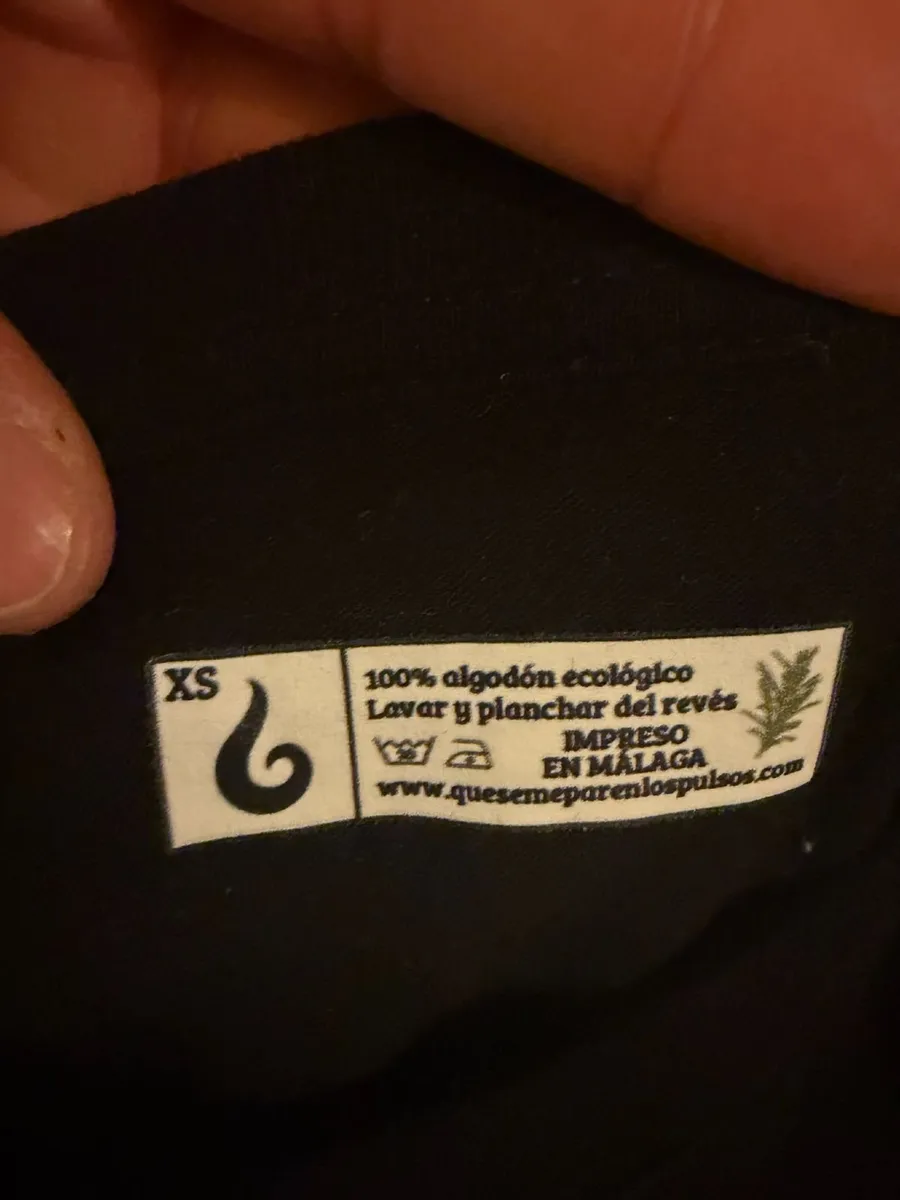 XS
100% algodón ecológico
Lavar y planchar del revés
IMPRESO
EN MÁLAGA
www.quesemeparenlospulsos.com